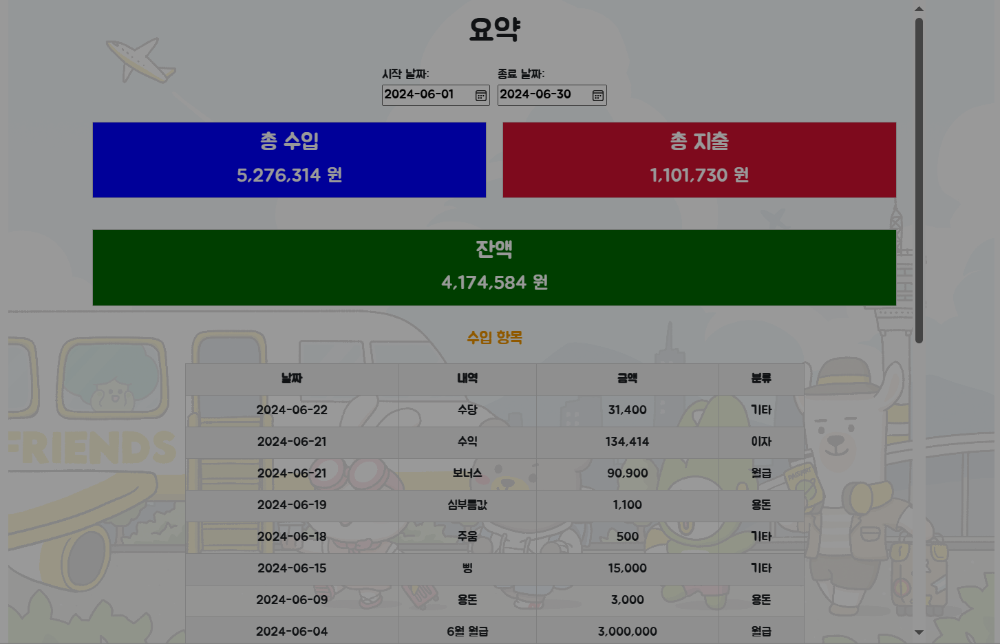 요약
시작 날짜: 종료 날짜:
2024-06-01 2024-06-30
총 수입 총 지출
5,276,314 원 1,101,730 원
잔액
4,174,584 원
수입 항목
날짜 내역 금액 분류
2024-06-22 수당 31,400 기타
2024-06-21 수익 134,414 이자
2024-06-21 보너스 90,900 월급
2024-06-19 심부름값 1,100 용돈
2024-06-18 주움 500 기타
2024-06-15 삥 15,000 기타
2024-06-09 용돈 3,000 용돈
2024-06-04 6월 월급 3,000,000 월급
FRIENDS
PASSPORT